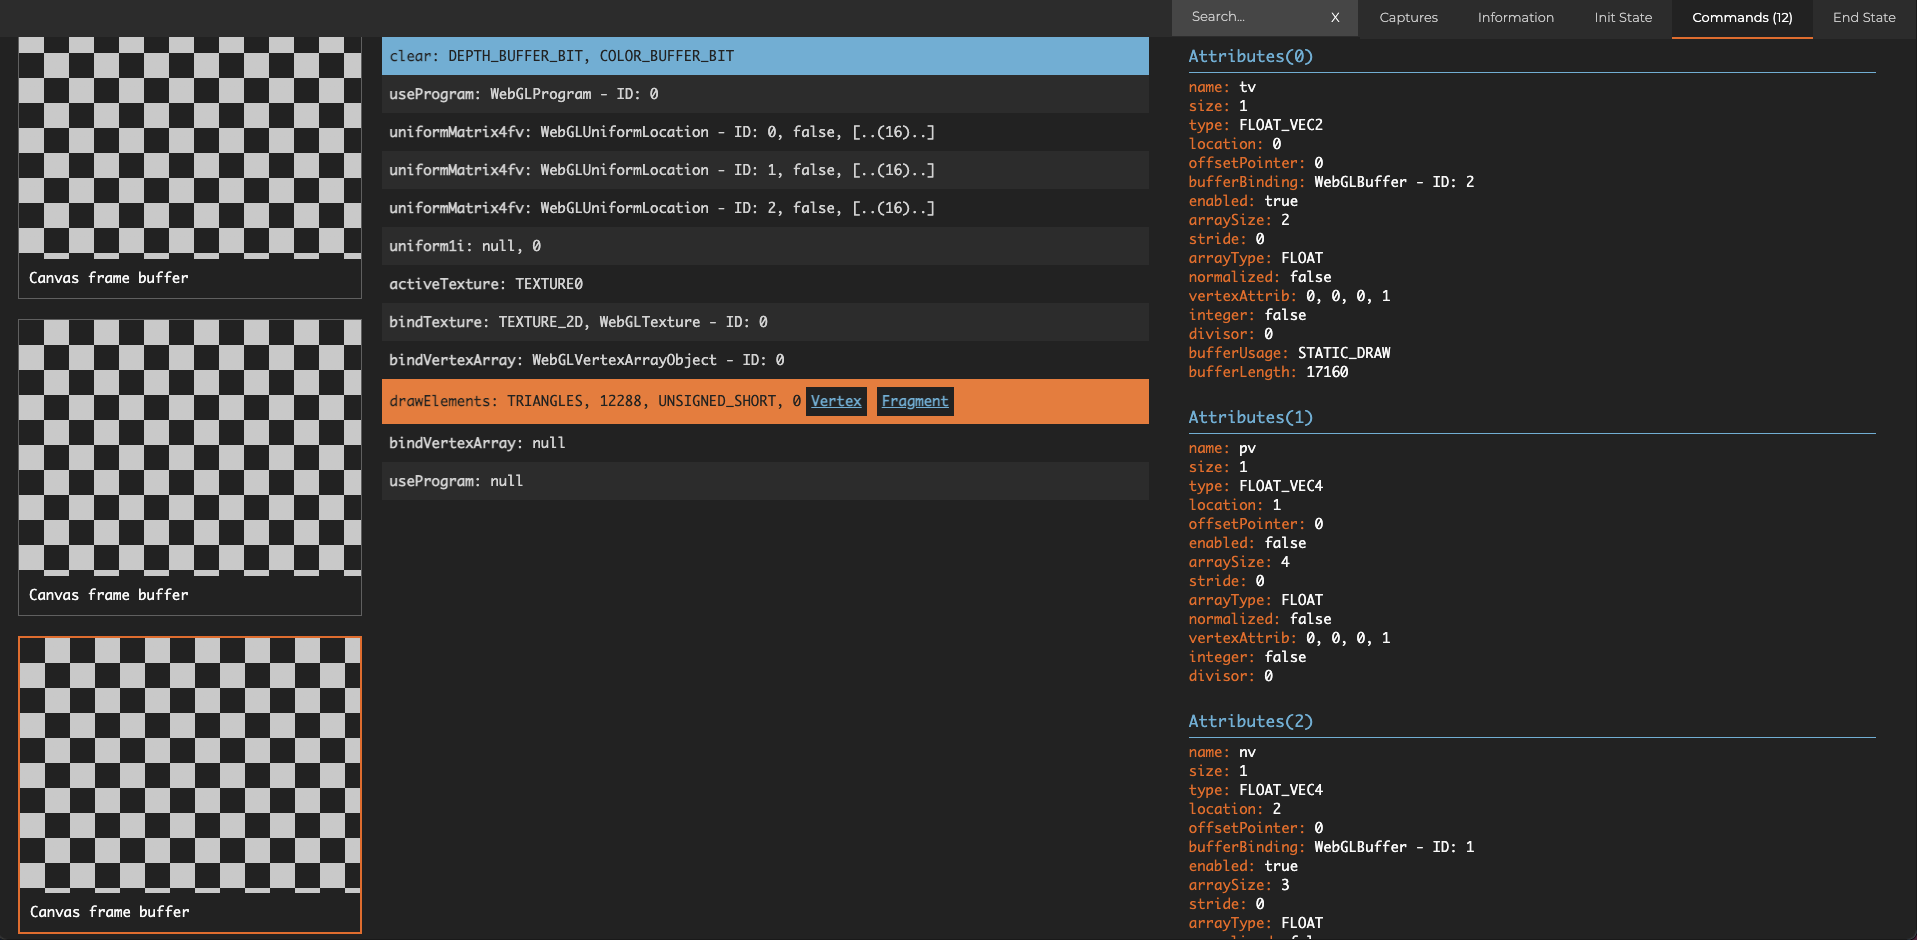 Search...
X
Captures
Information
Init State
Commands (12)
End State
Canvas frame buffer
Canvas frame buffer
Canvas frame buffer
clear: DEPTH_BUFFER_BIT, COLOR_BUFFER_BIT
useProgram: WebGLProgram - ID: 0
uniformMatrix4fv: WebGLUniformLocation - ID: 0, false, [..(16)..]
uniformMatrix4fv: WebGLUniformLocation - ID: 1, false, [..(16)..]
uniformMatrix4fv: WebGLUniformLocation - ID: 2, false, [..(16)..]
uniform1i: null, 0
activeTexture: TEXTURE0
bindTexture: TEXTURE_2D, WebGLTexture - ID: 0
bindVertexArray: WebGLVertexArrayObject - ID: 0
drawElements: TRIANGLES, 12288, UNSIGNED_SHORT, 0 Vertex Fragment
bindVertexArray: null
useProgram: null
Attributes(0)
name: tv
size: 1
type: FLOAT_VEC2
location: 0
offsetPointer: 0
bufferBinding: WebGLBuffer - ID: 2
enabled: true
arraySize: 2
stride: 0
arrayType: FLOAT
normalized: false
vertexAttrib: 0, 0, 0, 1
integer: false
divisor: 0
bufferUsage: STATIC_DRAW
bufferLength: 17160
Attributes(1)
name: pv
size: 1
type: FLOAT_VEC4
location: 1
offsetPointer: 0
enabled: false
arraySize: 4
stride: 0
arrayType: FLOAT
normalized: false
vertexAttrib: 0, 0, 0, 1
integer: false
divisor: 0
Attributes(2)
name: nv
size: 1
type: FLOAT_VEC4
location: 2
offsetPointer: 0
bufferBinding: WebGLBuffer - ID: 1
enabled: true
arraySize: 3
stride: 0
arrayType: FLOAT